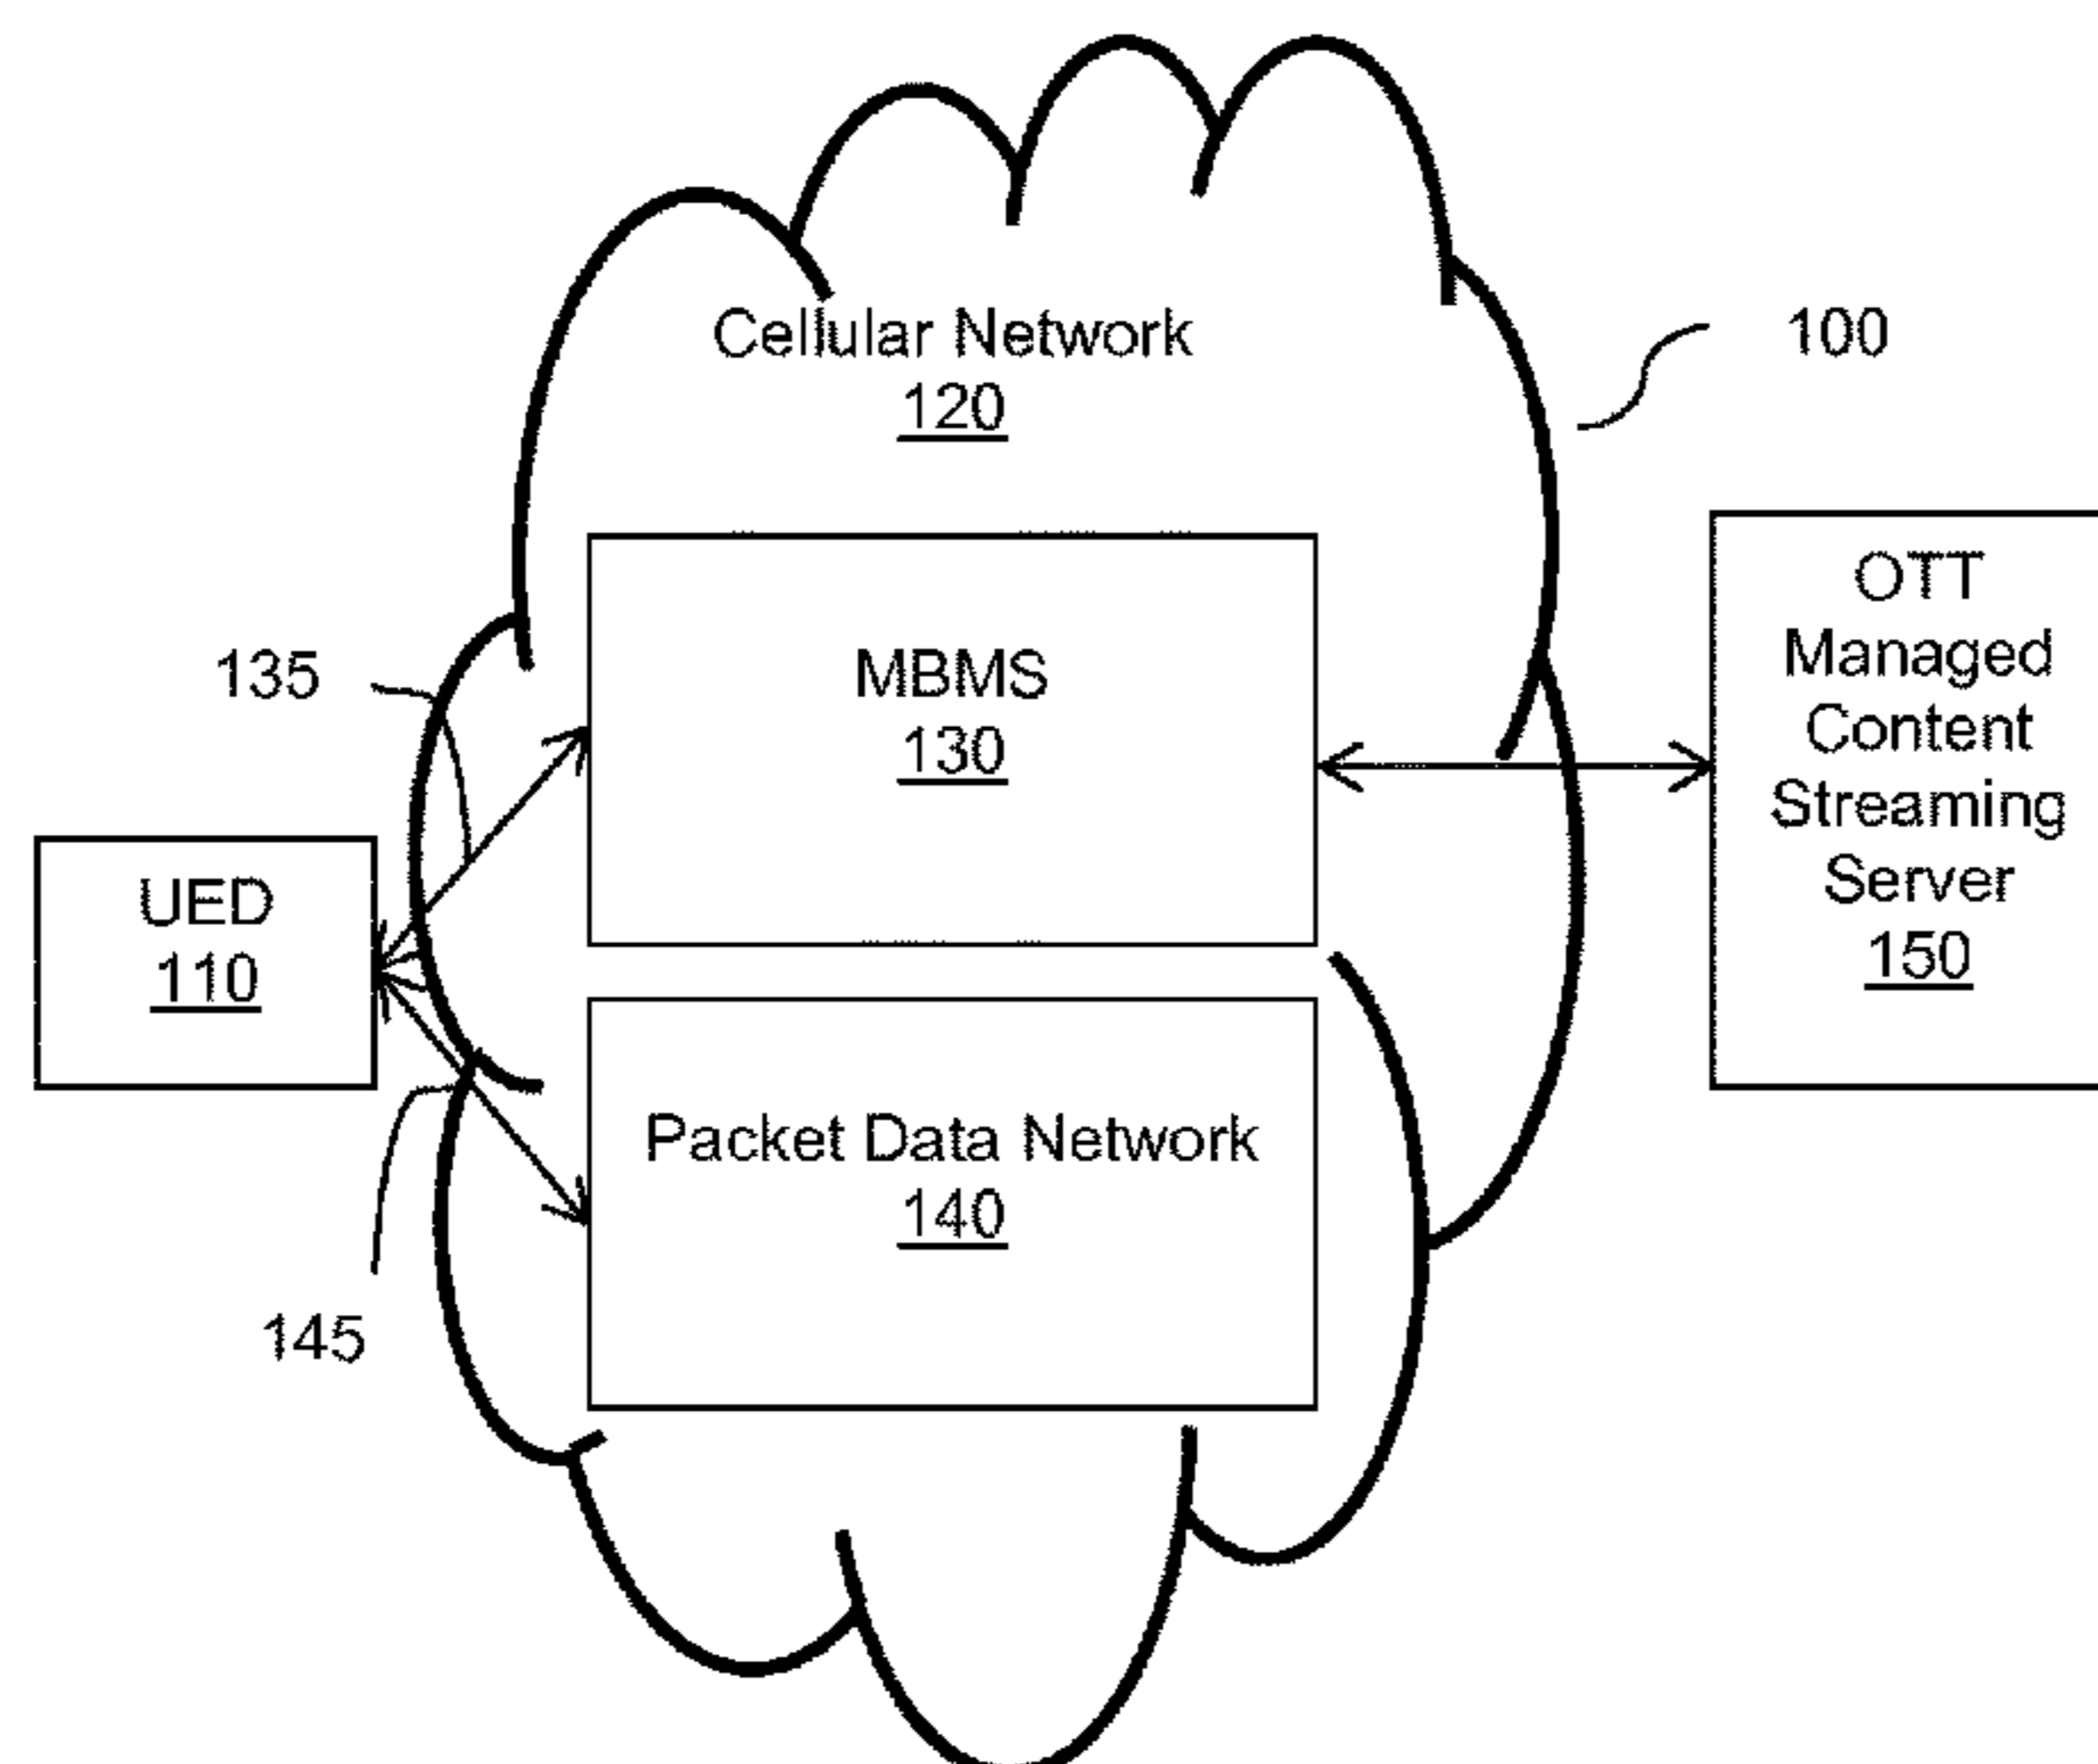 Cellular Network
120
100
MBMS
130
135
OTT
Managed
Content
Streaming
Server
150
UED
110
Packet Data Network
140
145